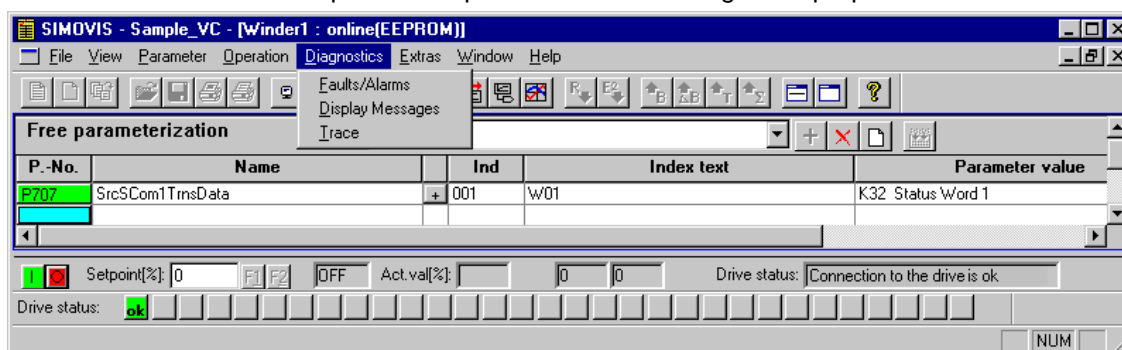 SIMOVIS - Sample_VC - [Winder1 : online(EEPROM)]
File View Parameter Operation Diagnostics Extras Window Help
Faults/Alarms
Display Messages
Trace
Free parameterization
P.-No. Name Ind Index text Parameter value
P707 SrcSCom1TrnsData + 001 W01 K32 Status Word 1
Setpoint[%]: 0 F1 F2 OFF Act.val[%]: 0 0 Drive status: Connection to the drive is ok
Drive status: ok
NUM